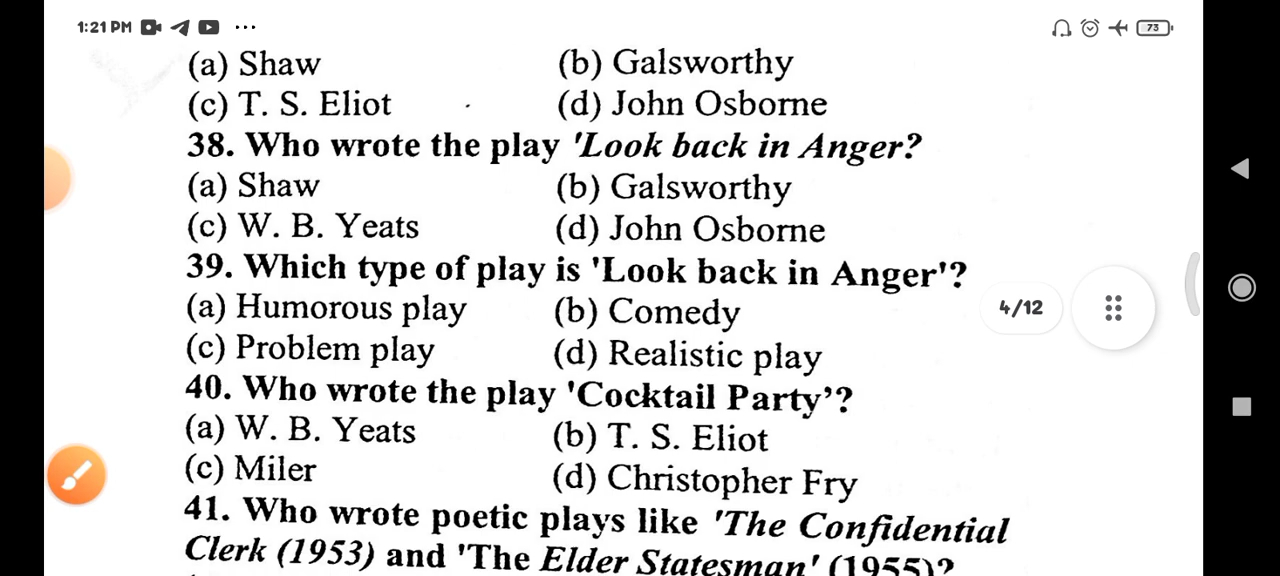 1:21 PM ...
73
(a) Shaw (b) Galsworthy
(c) T. S. Eliot (d) John Osborne
38. Who wrote the play 'Look back in Anger?
(a) Shaw (b) Galsworthy
(c) W. B. Yeats (d) John Osborne
39. Which type of play is 'Look back in Anger'?
(a) Humorous play (b) Comedy
4/12
(c) Problem play (d) Realistic play
40. Who wrote the play 'Cocktail Party’?
(a) W. B. Yeats (b) T. S. Eliot
(c) Miler (d) Christopher Fry
41. Who wrote poetic plays like 'The Confidential
Clerk (1953) and 'The Elder Statesman' (1955)?